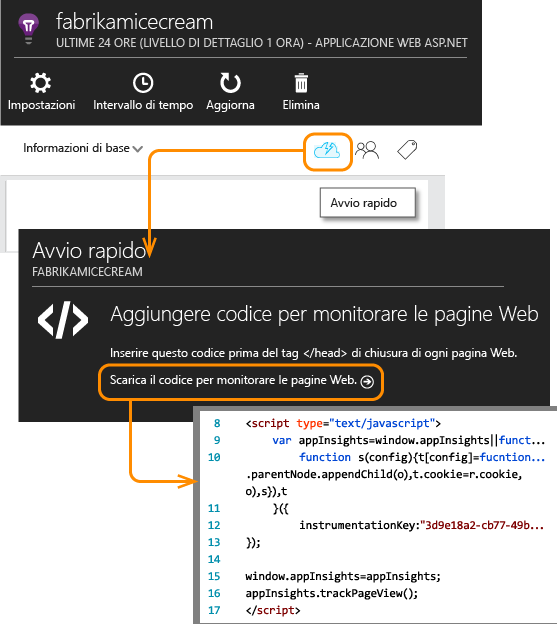 fabrikamicecream
ULTIME 24 ORE (LIVELLO DI DETTAGLIO 1 ORA) - APPLICAZIONE WEB ASP.NET
Impostazioni Intervallo di tempo Aggiorna Elimina
Informazioni di base
Avvio rapido
Avvio rapido
FABRIKAMICECREAM
</> Aggiungere codice per monitorare le pagine Web
Inserire questo codice prima del tag </head> di chiusura di ogni pagina Web.
Scarica il codice per monitorare le pagine Web.
8 <script type="text/javascript">
9 var appInsights=window.appInsights||funct...
10 function s(config){t[config]=fucntion...
.parentNode.appendChild(o),t.cookie=r.cookie,
o),s}),t
11 }({
12 instrumentationKey:"3d9e18a2-cb77-49b...
13 });
14
15 window.appInsights=appInsights;
16 appInsights.trackPageView();
17 </script>